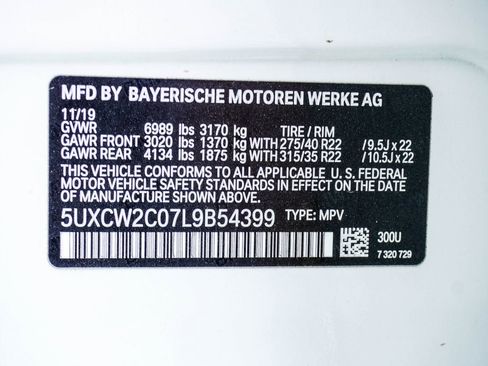 MFD BY BAYERISCHE MOTOREN WERKE AG
11/19
GVWR 6989 lbs 3170 kg TIRE / RIM
GAWR FRONT 3020 lbs 1370 kg WITH 275/40 R22 / 9.5J x 22
GAWR REAR 4134 lbs 1875 kg WITH 315/35 R22 / 10.5J x 22
THIS VEHICLE CONFORMS TO ALL APPLICABLE U.S. FEDERAL
MOTOR VEHICLE SAFETY STANDARDS IN EFFECT ON THE DATE
OF MANUFACTURE SHOWN ABOVE.
5UXCW2C07L9B54399 TYPE: MPV
300U
7 320 729